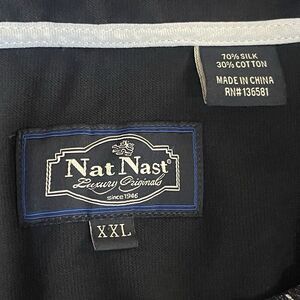 70% SILK
30% COTTON
MADE IN CHINA
RN# 136581
Nat Nast®
Luxury Originals
since 1946
XXL